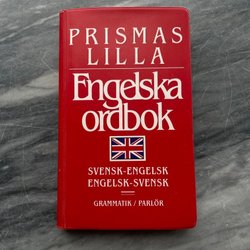 PRISMAS
LILLA
Engelska
ordbok
SVENSK-ENGELSK
ENGELSK-SVENSK
GRAMMATIK / PARLÖR